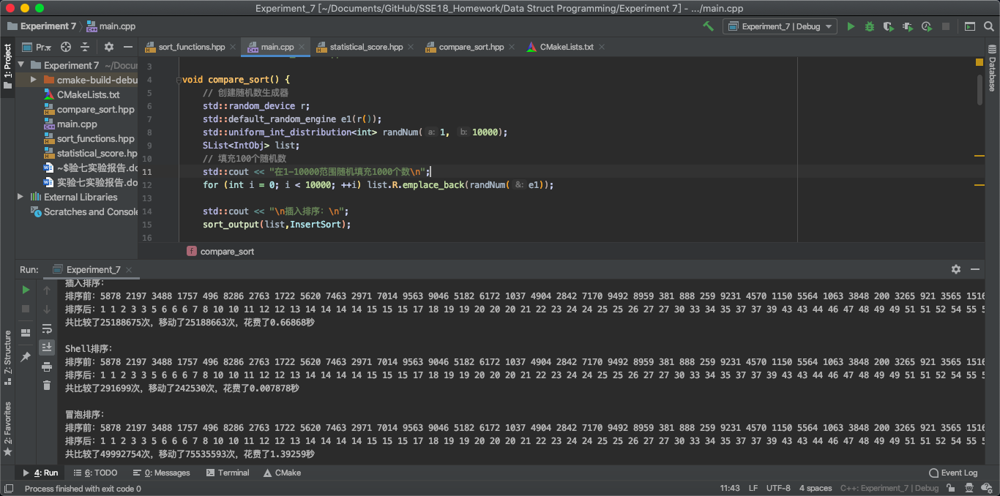 Experiment_7 [~/Documents/GitHub/SSE18_Homework/Data Struct Programming/Experiment 7] - .../main.cpp
Experiment 7 〉 main.cpp
Experiment_7 | Debug
1: Project
Pr..
sort_functions.hpp
main.cpp
statistical_score.hpp
compare_sort.hpp
CMakeLists.txt
Database
Experiment 7 ~/Docu
cmake-build-debu
CMakeLists.txt
compare_sort.hpp
main.cpp
sort_functions.hpp
statistical_score.hp
~$验七实验报告.do
实验七实验报告.do
External Libraries
Scratches and Console
3
4 void compare_sort() {
5 // 创建随机数生成器
6 std::random_device r;
7 std::default_random_engine e1(r());
8 std::uniform_int_distribution<int> randNum( a: 1, b: 10000);
9 SList<IntObj> list;
10 // 填充100个随机数
11 std::cout << "在1-10000范围随机填充1000个数\n";
12 for (int i = 0; i < 10000; ++i) list.R.emplace_back(randNum( &: e1));
13
14 std::cout << "\n插入排序：\n";
15 sort_output(list,InsertSort);
16
f compare_sort
Run: Experiment_7
插入排序：
排序前：5878 2197 3488 1757 496 8286 2763 1722 5620 7463 2971 7014 9563 9046 5182 6172 1037 4904 2842 7170 9492 8959 381 888 259 9231 4570 1150 5564 1063 3848 200 3265 921 3565 1516
排序后：1 1 2 3 3 5 6 6 6 7 8 10 10 11 12 12 13 14 14 14 14 15 15 15 17 18 19 19 20 20 20 21 22 23 24 24 25 25 26 27 27 30 33 34 35 37 37 39 43 43 44 46 47 48 49 49 51 51 52 54 55 5
共比较了25188675次，移动了25188663次，花费了0.66868秒
Shell排序：
排序前：5878 2197 3488 1757 496 8286 2763 1722 5620 7463 2971 7014 9563 9046 5182 6172 1037 4904 2842 7170 9492 8959 381 888 259 9231 4570 1150 5564 1063 3848 200 3265 921 3565 1516
排序后：1 1 2 3 3 5 6 6 6 7 8 10 10 11 12 12 13 14 14 14 14 15 15 15 17 18 19 19 20 20 20 21 22 23 24 24 25 25 26 27 27 30 33 34 35 37 37 39 43 43 44 46 47 48 49 49 51 51 52 54 55 5
共比较了291699次，移动了242530次，花费了0.007878秒
冒泡排序：
排序前：5878 2197 3488 1757 496 8286 2763 1722 5620 7463 2971 7014 9563 9046 5182 6172 1037 4904 2842 7170 9492 8959 381 888 259 9231 4570 1150 5564 1063 3848 200 3265 921 3565 1516
排序后：1 1 2 3 3 5 6 6 6 7 8 10 10 11 12 12 13 14 14 14 14 15 15 15 17 18 19 19 20 20 20 21 22 23 24 24 25 25 26 27 27 30 33 34 35 37 37 39 43 43 44 46 47 48 49 49 51 51 52 54 55 5
共比较了49992754次，移动了75535593次，花费了1.39259秒
Z: Structure
2: Favorites
4: Run 6: TODO 0: Messages Terminal CMake Event Log
Process finished with exit code 0 11:43 LF UTF-8 4 spaces C++: Experiment_7 | Debug